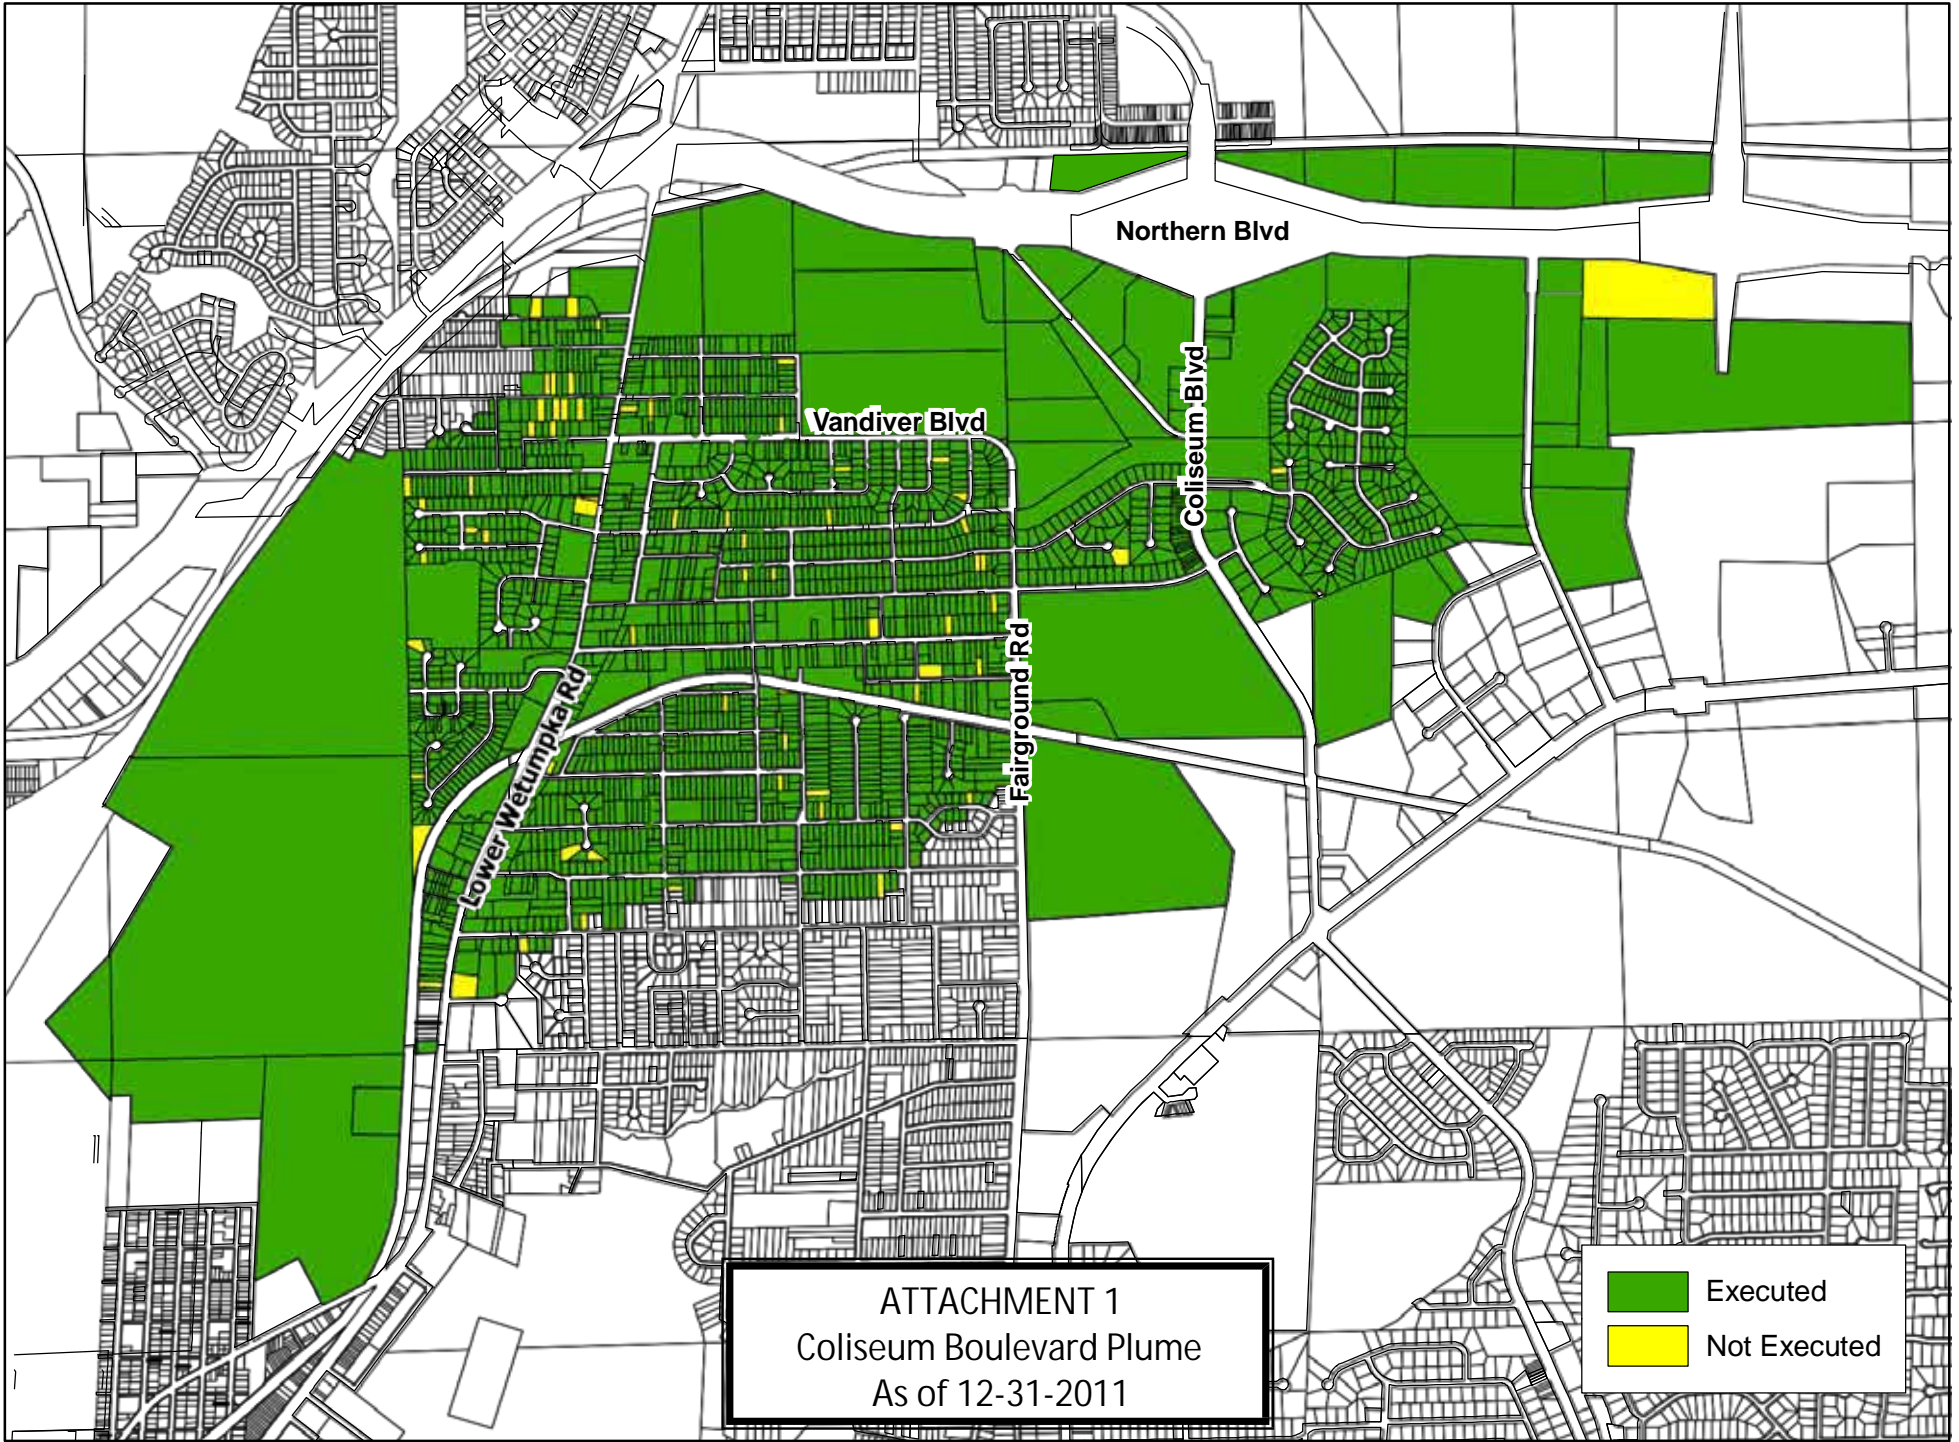 Northern Blvd
Coliseum Blvd
Vandiver Blvd
Fairground Rd
Lower Wetumpka Rd
ATTACHMENT 1
Coliseum Boulevard Plume
As of 12-31-2011
Executed
Not Executed